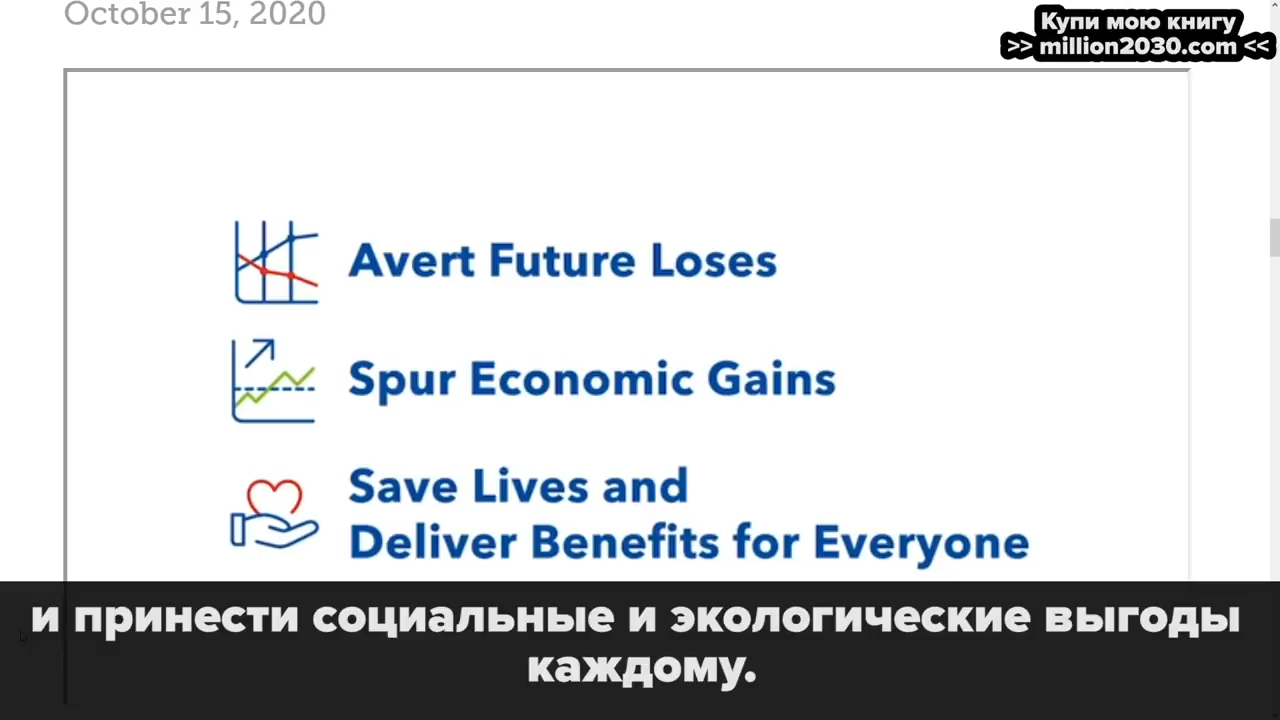 October 15, 2020
Купи мою книгу
>> million2030.com <<
Avert Future Loses
Spur Economic Gains
Save Lives and
Deliver Benefits for Everyone
и принести социальные и экологические выгоды
каждому.